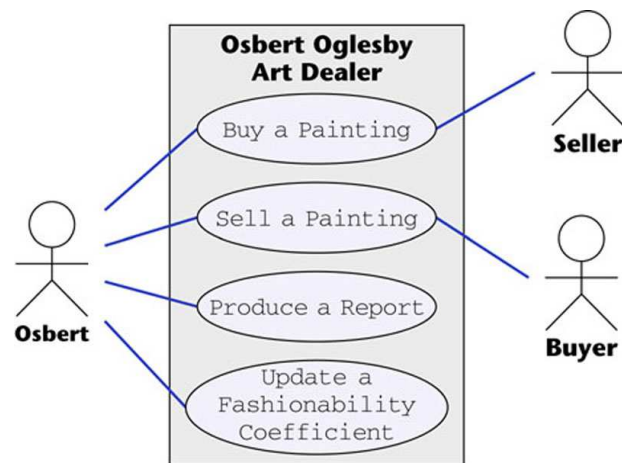 Osbert Oglesby
Art Dealer
Buy a Painting
Seller
Sell a Painting
Osbert
Produce a Report
Buyer
Update a
Fashionability
Coefficient